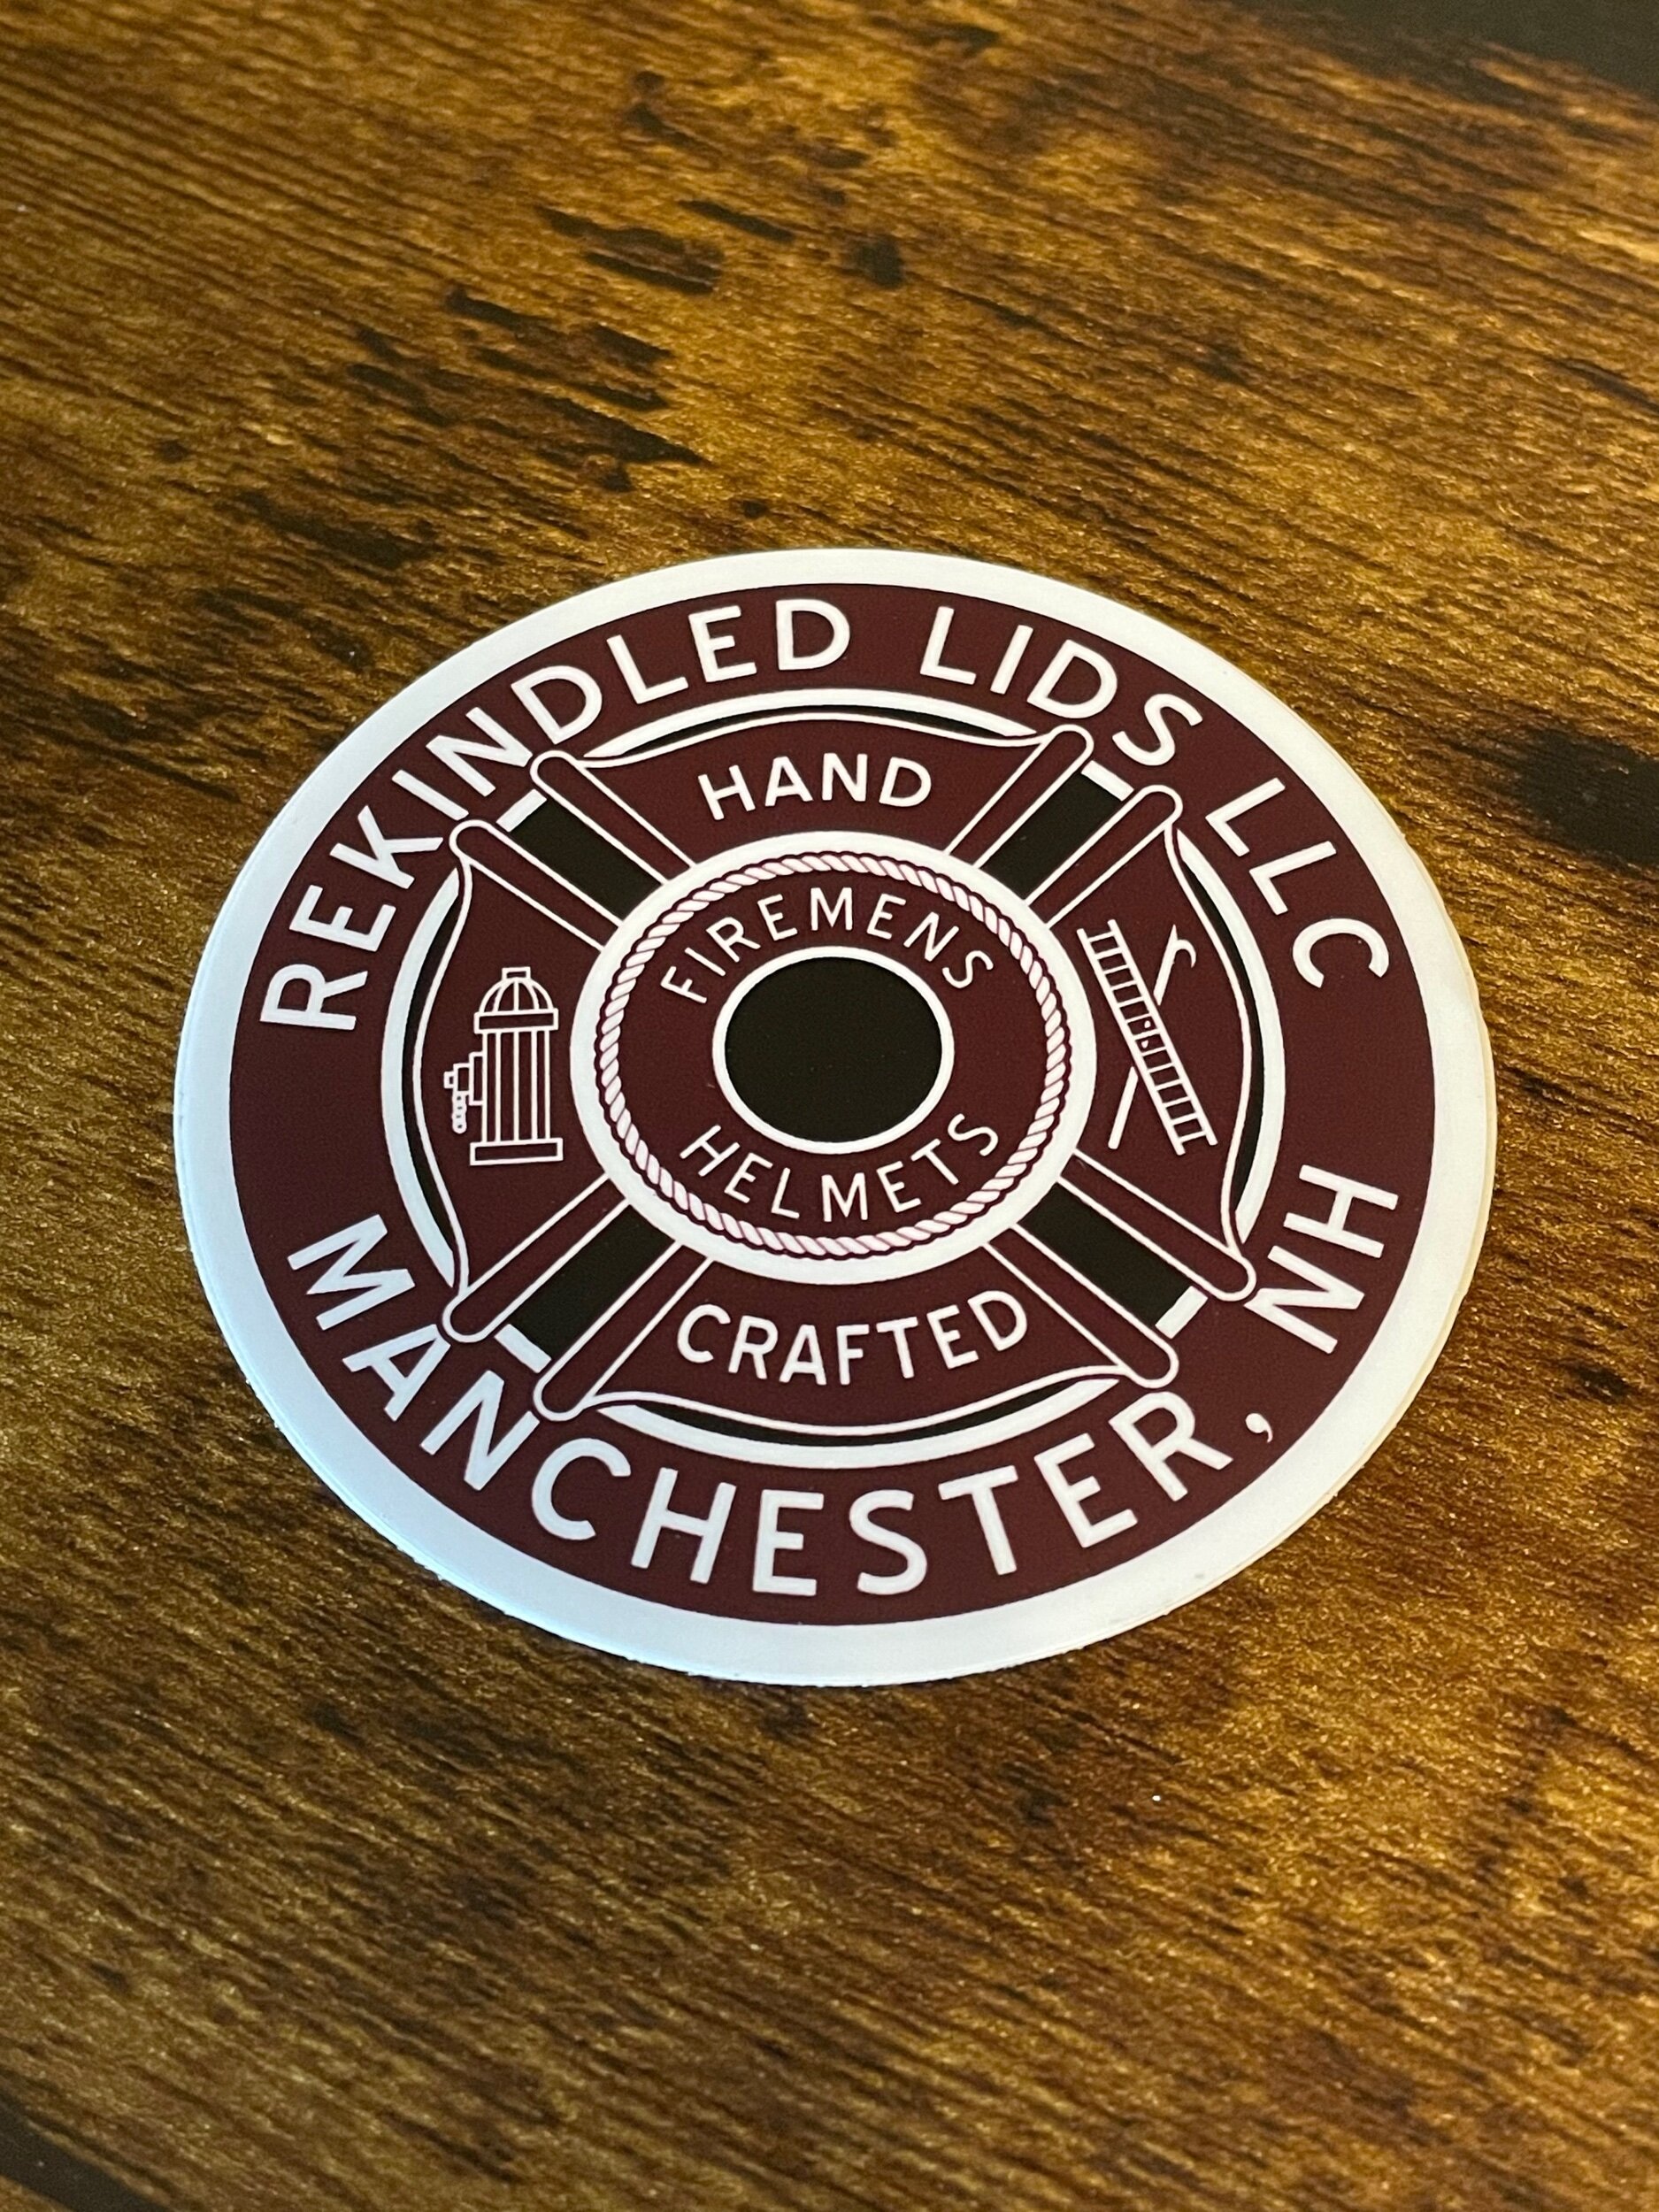 REKINDLED LIDS LLC
HAND
FIREMENS
HELMETS
CRAFTED
MANCHESTER, NH